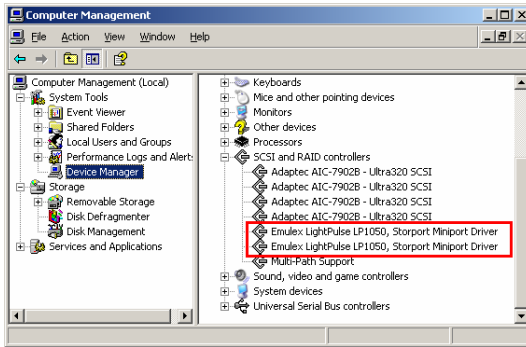 Computer Management
File Action View Window Help
Computer Management (Local)
System Tools
Event Viewer
Shared Folders
Local Users and Groups
Performance Logs and Alert:
Device Manager
Storage
Removable Storage
Disk Defragmenter
Disk Management
Services and Applications
Keyboards
Mice and other pointing devices
Monitors
Other devices
Processors
SCSI and RAID controllers
Adaptec AIC-7902B - Ultra320 SCSI
Adaptec AIC-7902B - Ultra320 SCSI
Adaptec AIC-7902B - Ultra320 SCSI
Adaptec AIC-7902B - Ultra320 SCSI
Emulex LightPulse LP1050, Storport Miniport Driver
Emulex LightPulse LP1050, Storport Miniport Driver
Multi-Path Support
Sound, video and game controllers
System devices
Universal Serial Bus controllers